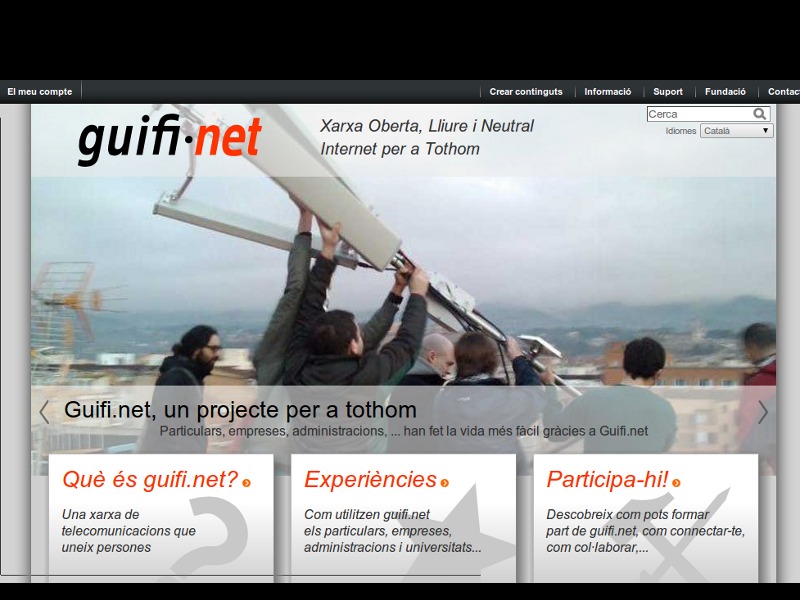 El meu compte
Crear continguts
Informació
Suport
Fundació
Contac
guifi·net
Xarxa Oberta, Lliure i Neutral
Internet per a Tothom
Cerca
Idiomes
Català
Guifi.net, un projecte per a tothom
Particulars, empreses, administracions, ... han fet la vida més fàcil gràcies a Guifi.net
Què és guifi.net?
Una xarxa de
telecomunicacions que
uneix persones
Experiències
Com utilitzen guifi.net
els particulars, empreses,
administracions i universitats...
Participa-hi!
Descobreix com pots formar
part de guifi.net, com connectar-te,
com col·laborar,...